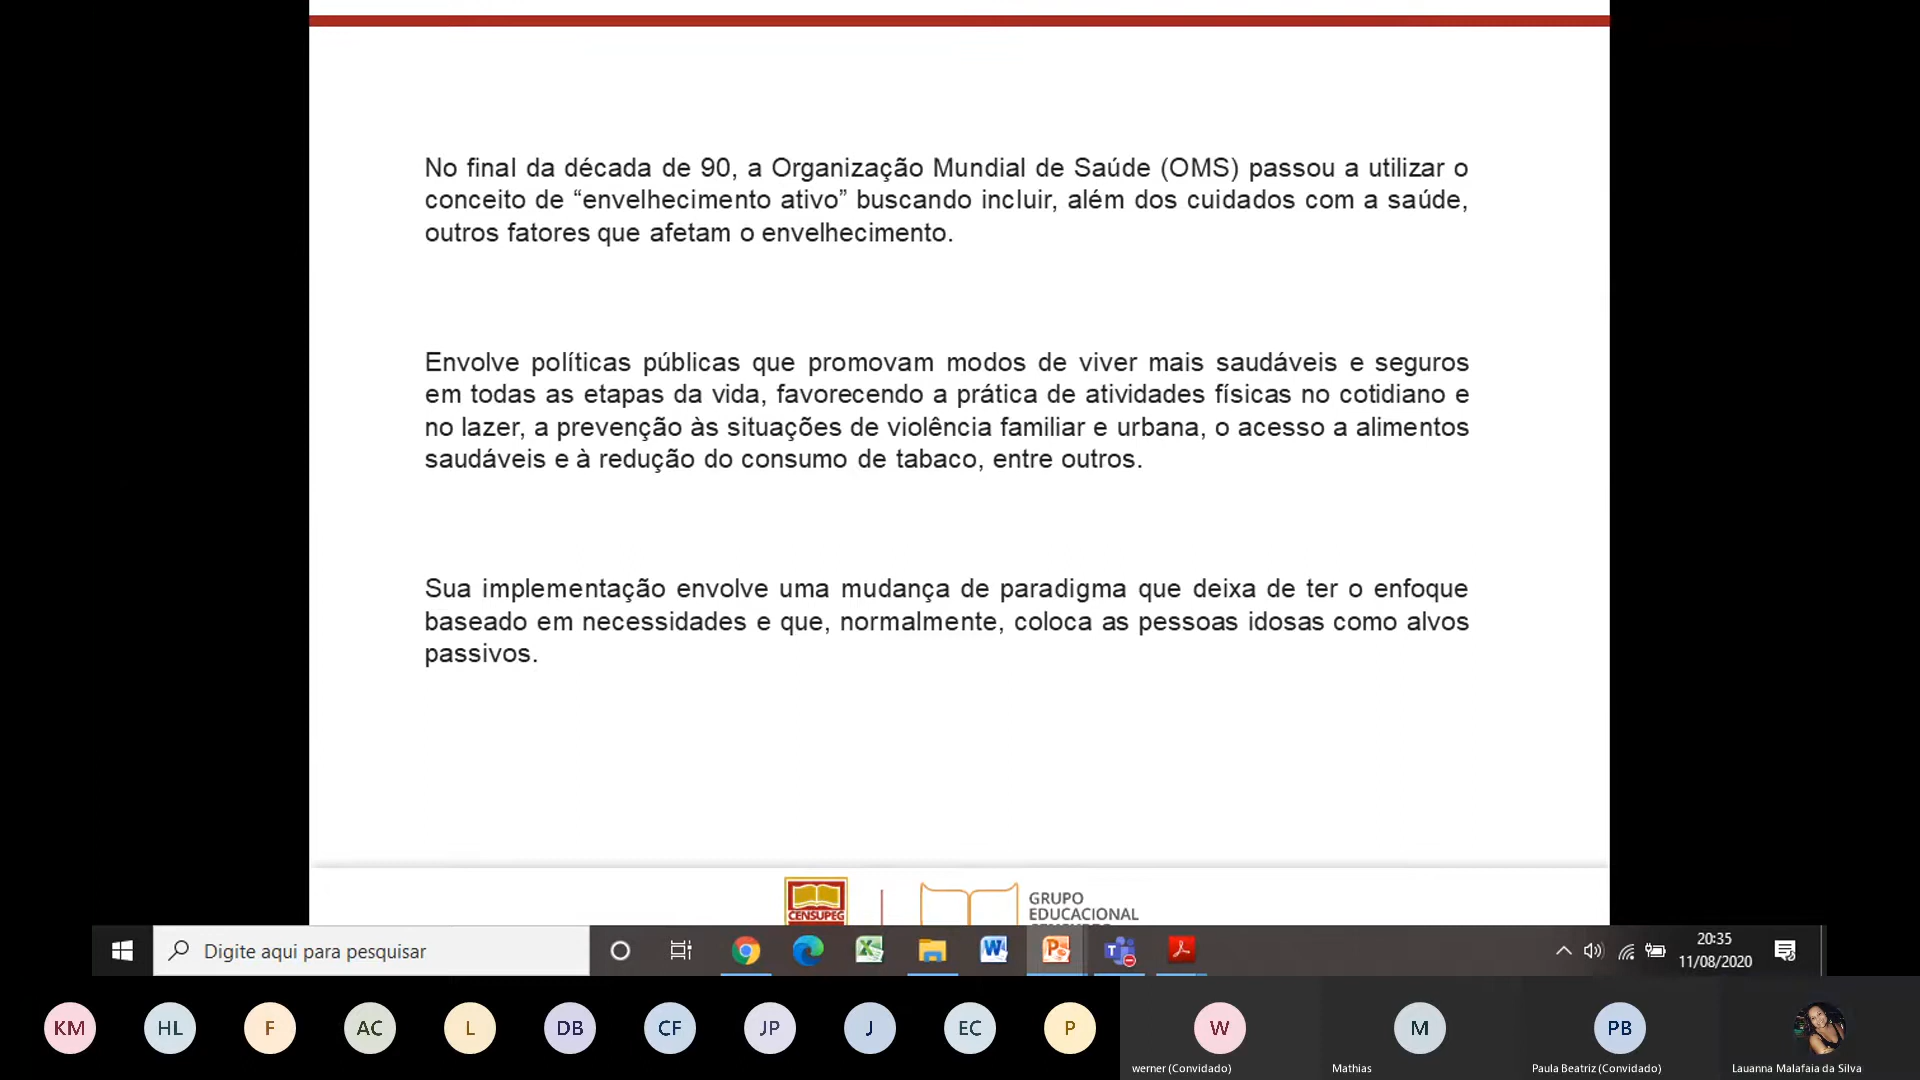 No final da década de 90, a Organização Mundial de Saúde (OMS) passou a utilizar o
conceito de “envelhecimento ativo” buscando incluir, além dos cuidados com a saúde,
outros fatores que afetam o envelhecimento.
Envolve políticas públicas que promovam modos de viver mais saudáveis e seguros
em todas as etapas da vida, favorecendo a prática de atividades físicas no cotidiano e
no lazer, a prevenção às situações de violência familiar e urbana, o acesso a alimentos
saudáveis e à redução do consumo de tabaco, entre outros.
Sua implementação envolve uma mudança de paradigma que deixa de ter o enfoque
baseado em necessidades e que, normalmente, coloca as pessoas idosas como alvos
passivos.
CENSUPEG
GRUPO
EDUCACIONAL
Digite aqui para pesquisar
20:35
11/08/2020
KM HL F AC L DB CF JP J EC P W M PB
werner (Convidado) Mathias Paula Beatriz (Convidado) Lauanna Malafaia da Silva